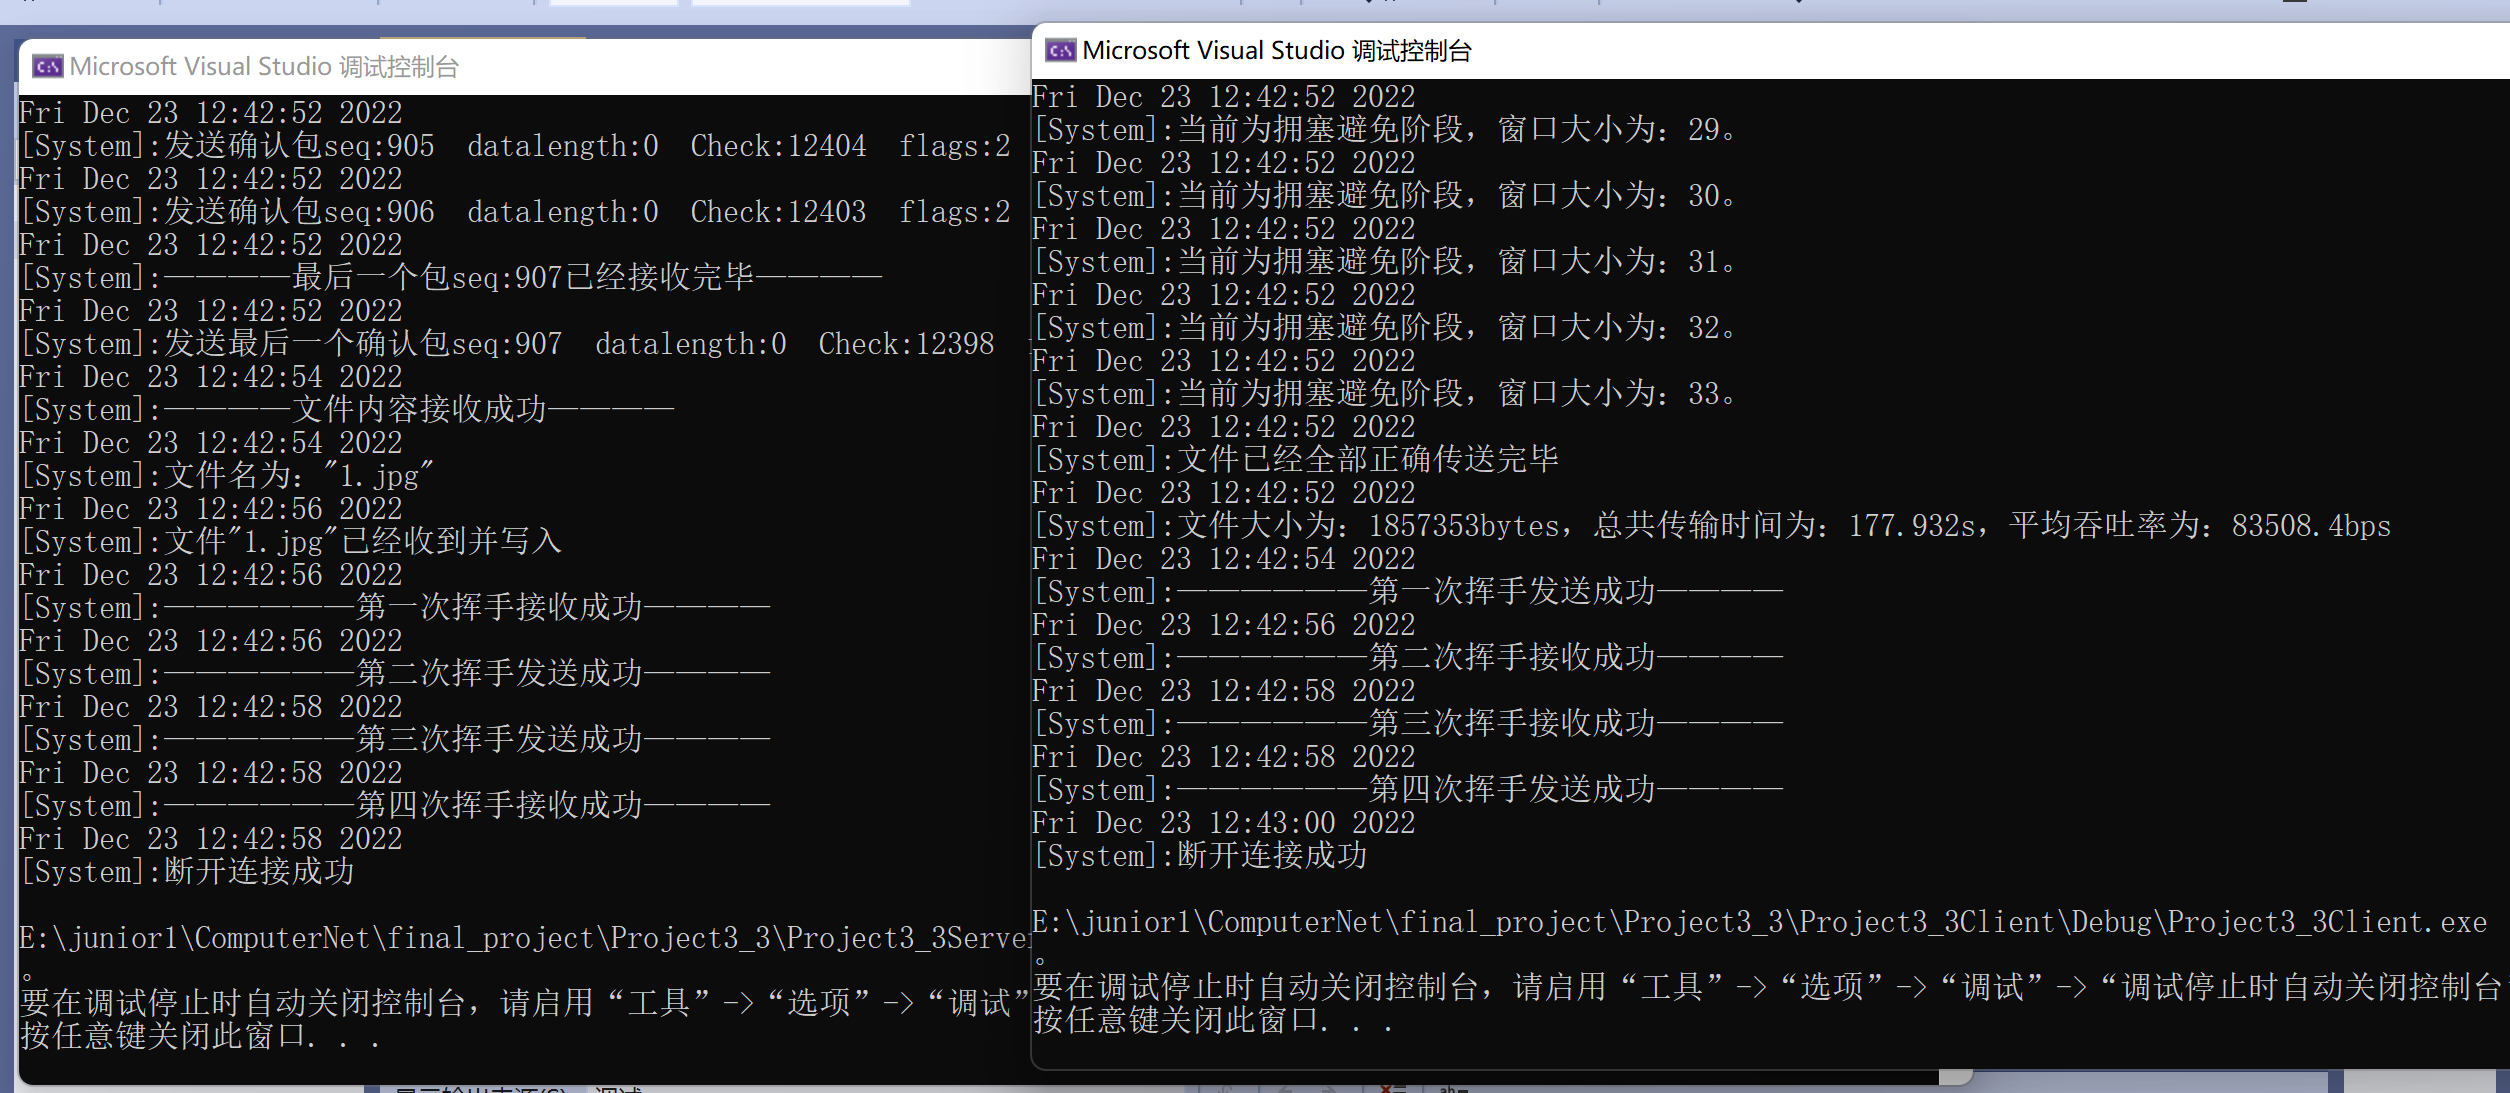 Microsoft Visual Studio 调试控制台
Fri Dec 23 12:42:52 2022
[System]:发送确认包seq:905  datalength:0  Check:12404  flags:2
Fri Dec 23 12:42:52 2022
[System]:发送确认包seq:906  datalength:0  Check:12403  flags:2
Fri Dec 23 12:42:52 2022
[System]:————最后一个包seq:907已经接收完毕————
Fri Dec 23 12:42:52 2022
[System]:发送最后一个确认包seq:907  datalength:0  Check:12398
Fri Dec 23 12:42:54 2022
[System]:————文件内容接收成功————
Fri Dec 23 12:42:54 2022
[System]:文件名为："1.jpg"
Fri Dec 23 12:42:56 2022
[System]:文件"1.jpg"已经收到并写入
Fri Dec 23 12:42:56 2022
[System]:——————第一次挥手接收成功————
Fri Dec 23 12:42:56 2022
[System]:——————第二次挥手发送成功————
Fri Dec 23 12:42:58 2022
[System]:——————第三次挥手发送成功————
Fri Dec 23 12:42:58 2022
[System]:——————第四次挥手接收成功————
Fri Dec 23 12:42:58 2022
[System]:断开连接成功
E:\junior1\ComputerNet\final_project\Project3_3\Project3_3Server
。
要在调试停止时自动关闭控制台，请启用“工具”->“选项”->“调试”
按任意键关闭此窗口. . .
Microsoft Visual Studio 调试控制台
Fri Dec 23 12:42:52 2022
[System]:当前为拥塞避免阶段，窗口大小为：29。
Fri Dec 23 12:42:52 2022
[System]:当前为拥塞避免阶段，窗口大小为：30。
Fri Dec 23 12:42:52 2022
[System]:当前为拥塞避免阶段，窗口大小为：31。
Fri Dec 23 12:42:52 2022
[System]:当前为拥塞避免阶段，窗口大小为：32。
Fri Dec 23 12:42:52 2022
[System]:当前为拥塞避免阶段，窗口大小为：33。
Fri Dec 23 12:42:52 2022
[System]:文件已经全部正确传送完毕
Fri Dec 23 12:42:52 2022
[System]:文件大小为：1857353bytes，总共传输时间为：177.932s，平均吞吐率为：83508.4bps
Fri Dec 23 12:42:54 2022
[System]:——————第一次挥手发送成功————
Fri Dec 23 12:42:56 2022
[System]:——————第二次挥手接收成功————
Fri Dec 23 12:42:58 2022
[System]:——————第三次挥手接收成功————
Fri Dec 23 12:42:58 2022
[System]:——————第四次挥手发送成功————
Fri Dec 23 12:43:00 2022
[System]:断开连接成功
E:\junior1\ComputerNet\final_project\Project3_3\Project3_3Client\Debug\Project3_3Client.exe
。
要在调试停止时自动关闭控制台，请启用“工具”->“选项”->“调试”->“调试停止时自动关闭控制台
按任意键关闭此窗口. . .